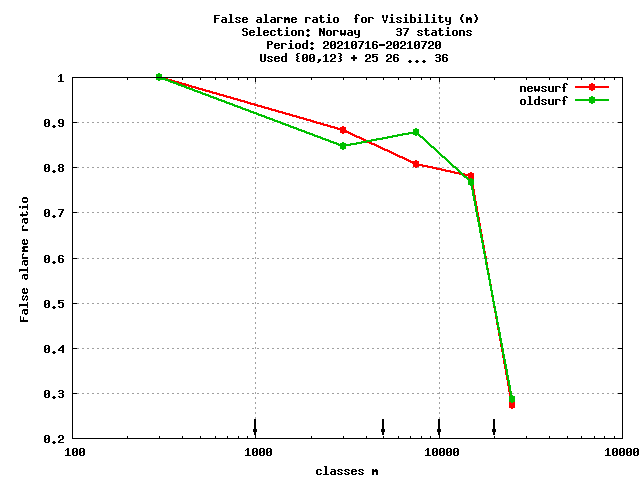 False alarme ratio  for Visibility (m)
Selection: Norway     37 stations
Period: 20210716-20210720
Used {00,12} + 25 26 ... 36
newsurf
oldsurf
1
0.9
0.8
0.7
0.6
0.5
0.4
0.3
0.2
False alarme ratio
100 1000 10000 10000
classes m